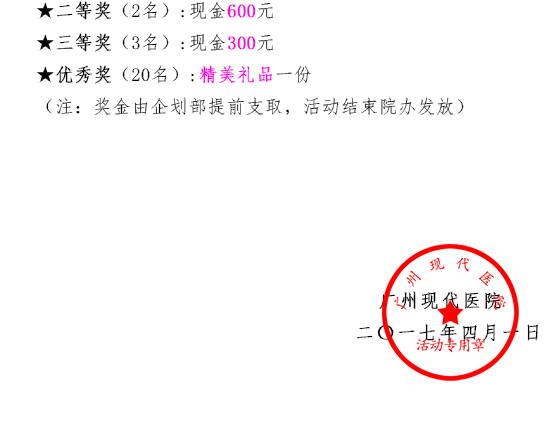 ★二等奖（2名）:现金600元
★三等奖（3名）:现金300元
★优秀奖（20名）:精美礼品一份
（注：奖金由企划部提前支取，活动结束院办发放）
广州现代医院
广州现代医院
二〇一七年四月一日
活动专用章